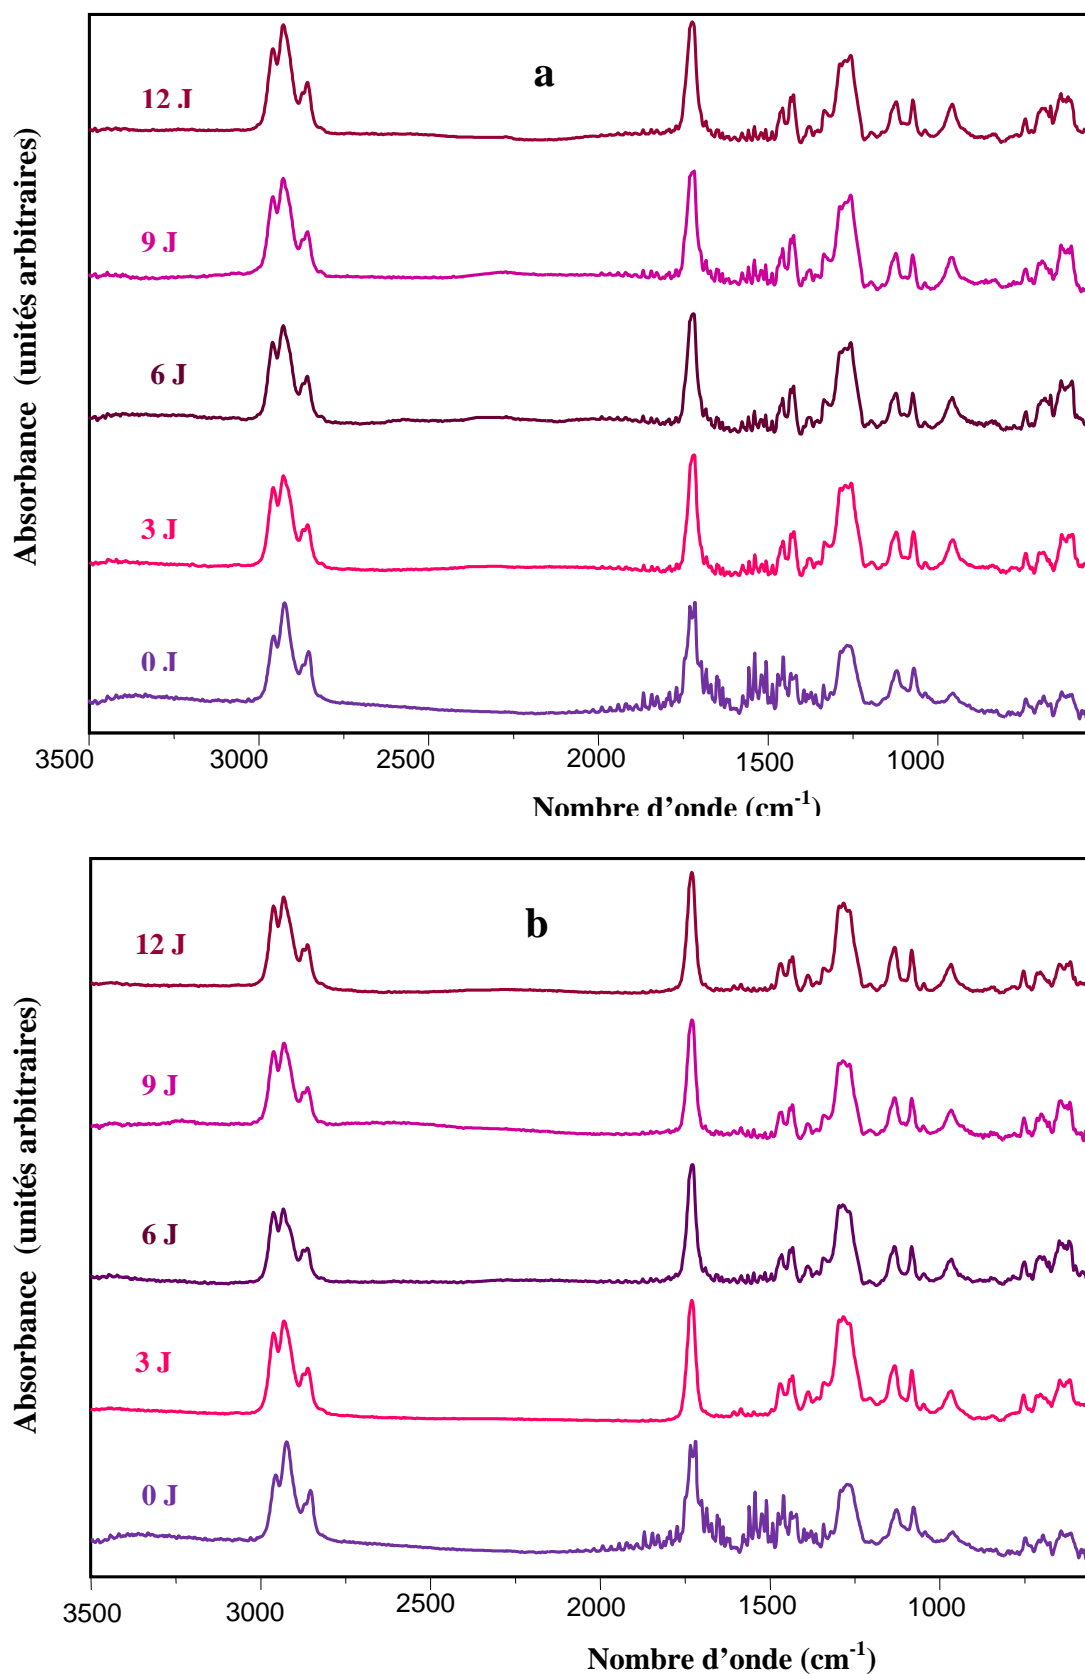 a
12 J
9 J
6 J
3 J
0 J
Absorbance (unités arbitraires)
3500 3000 2500 2000 1500 1000
Nombre d’onde (cm-1)
b
12 J
9 J
6 J
3 J
0 J
Absorbance (unités arbitraires)
3500 3000 2500 2000 1500 1000
Nombre d’onde (cm-1)